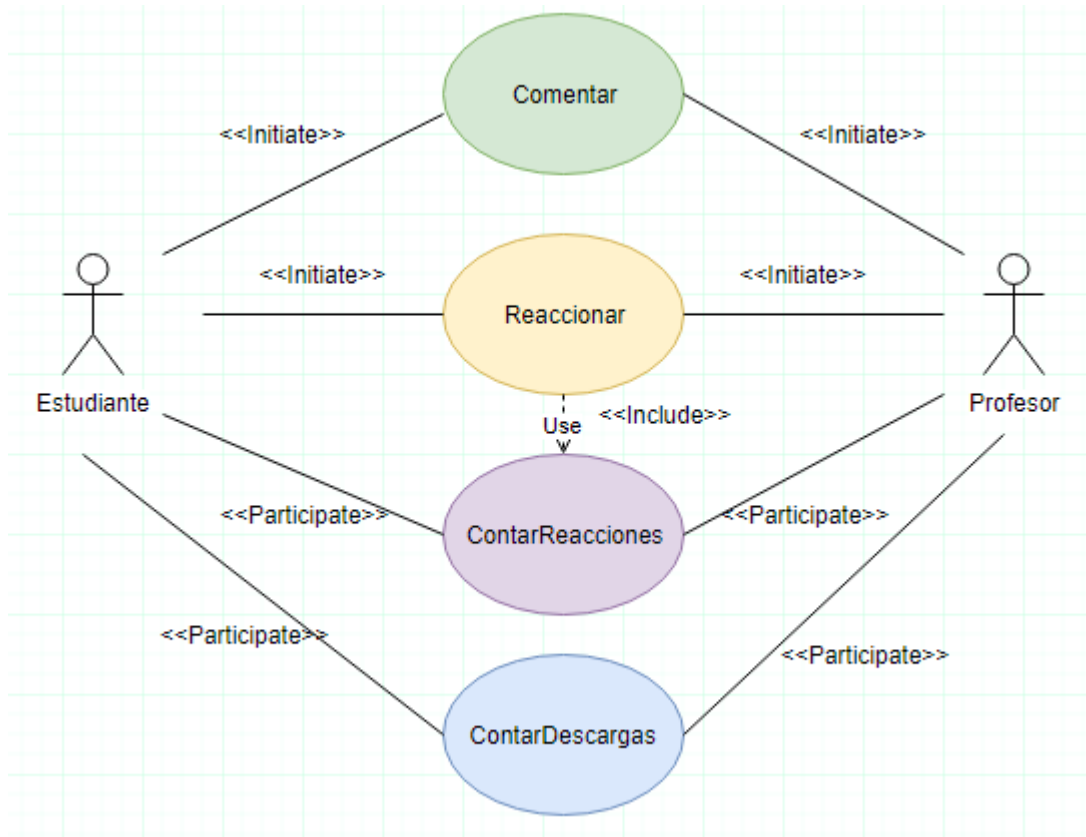 Comentar
<<Initiate>>
<<Initiate>>
<<Initiate>>
<<Initiate>>
Reaccionar
Estudiante
Profesor
<<Include>>
Use
<<Participate>>
ContarReacciones
<<Participate>>
<<Participate>>
<<Participate>>
ContarDescargas